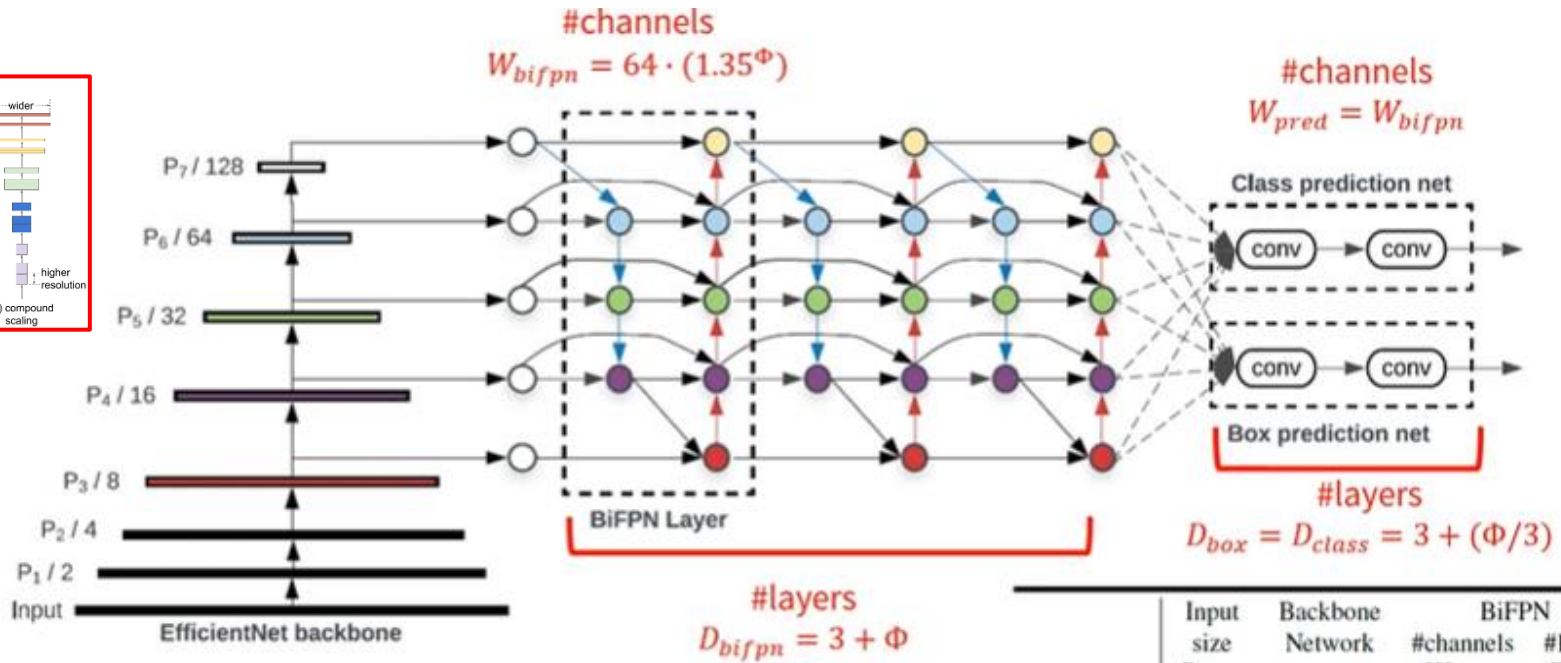 #channels
W_bifpn = 64 · (1.35^Φ)
#channels
W_pred = W_bifpn
wider
higher
resolution
) compound
scaling
P7 / 128
P6 / 64
P5 / 32
P4 / 16
P3 / 8
P2 / 4
P1 / 2
Input
EfficientNet backbone
BiFPN Layer
#layers
D_bifpn = 3 + Φ
Class prediction net
conv conv
conv conv
Box prediction net
#layers
D_box = D_class = 3 + (Φ/3)
Input Backbone BiFPN
size Network #channels